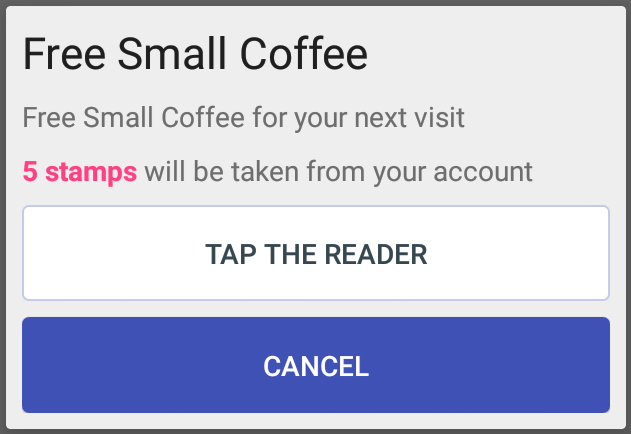 Free Small Coffee
Free Small Coffee for your next visit
5 stamps will be taken from your account
TAP THE READER
CANCEL